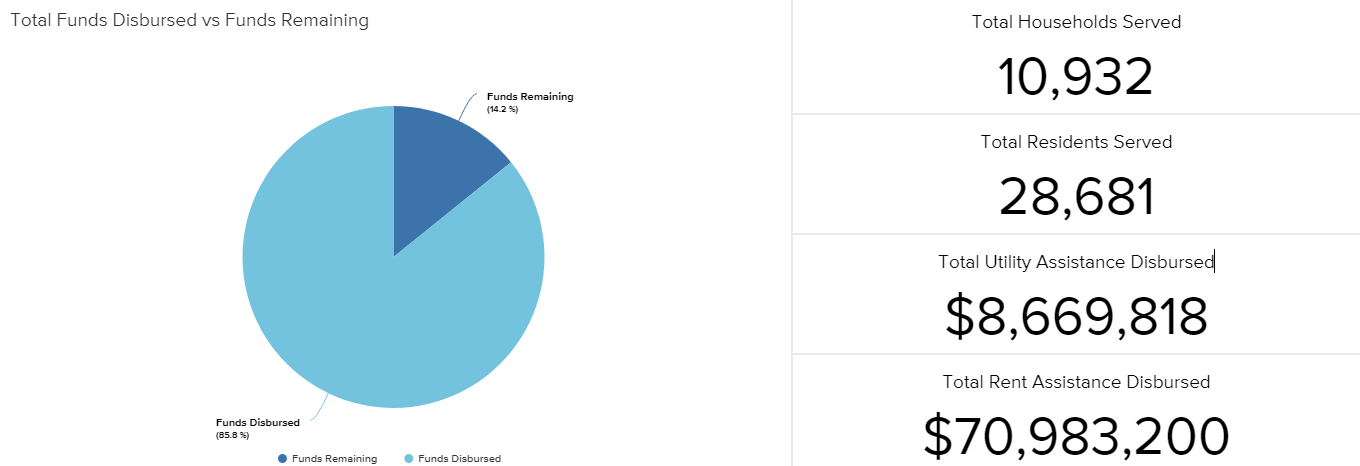 Total Funds Disbursed vs Funds Remaining
Funds Remaining
(14.2 %)
Funds Disbursed
(85.8 %)
Funds Remaining
Funds Disbursed
Total Households Served
10,932
Total Residents Served
28,681
Total Utility Assistance Disbursed
$8,669,818
Total Rent Assistance Disbursed
$70,983,200